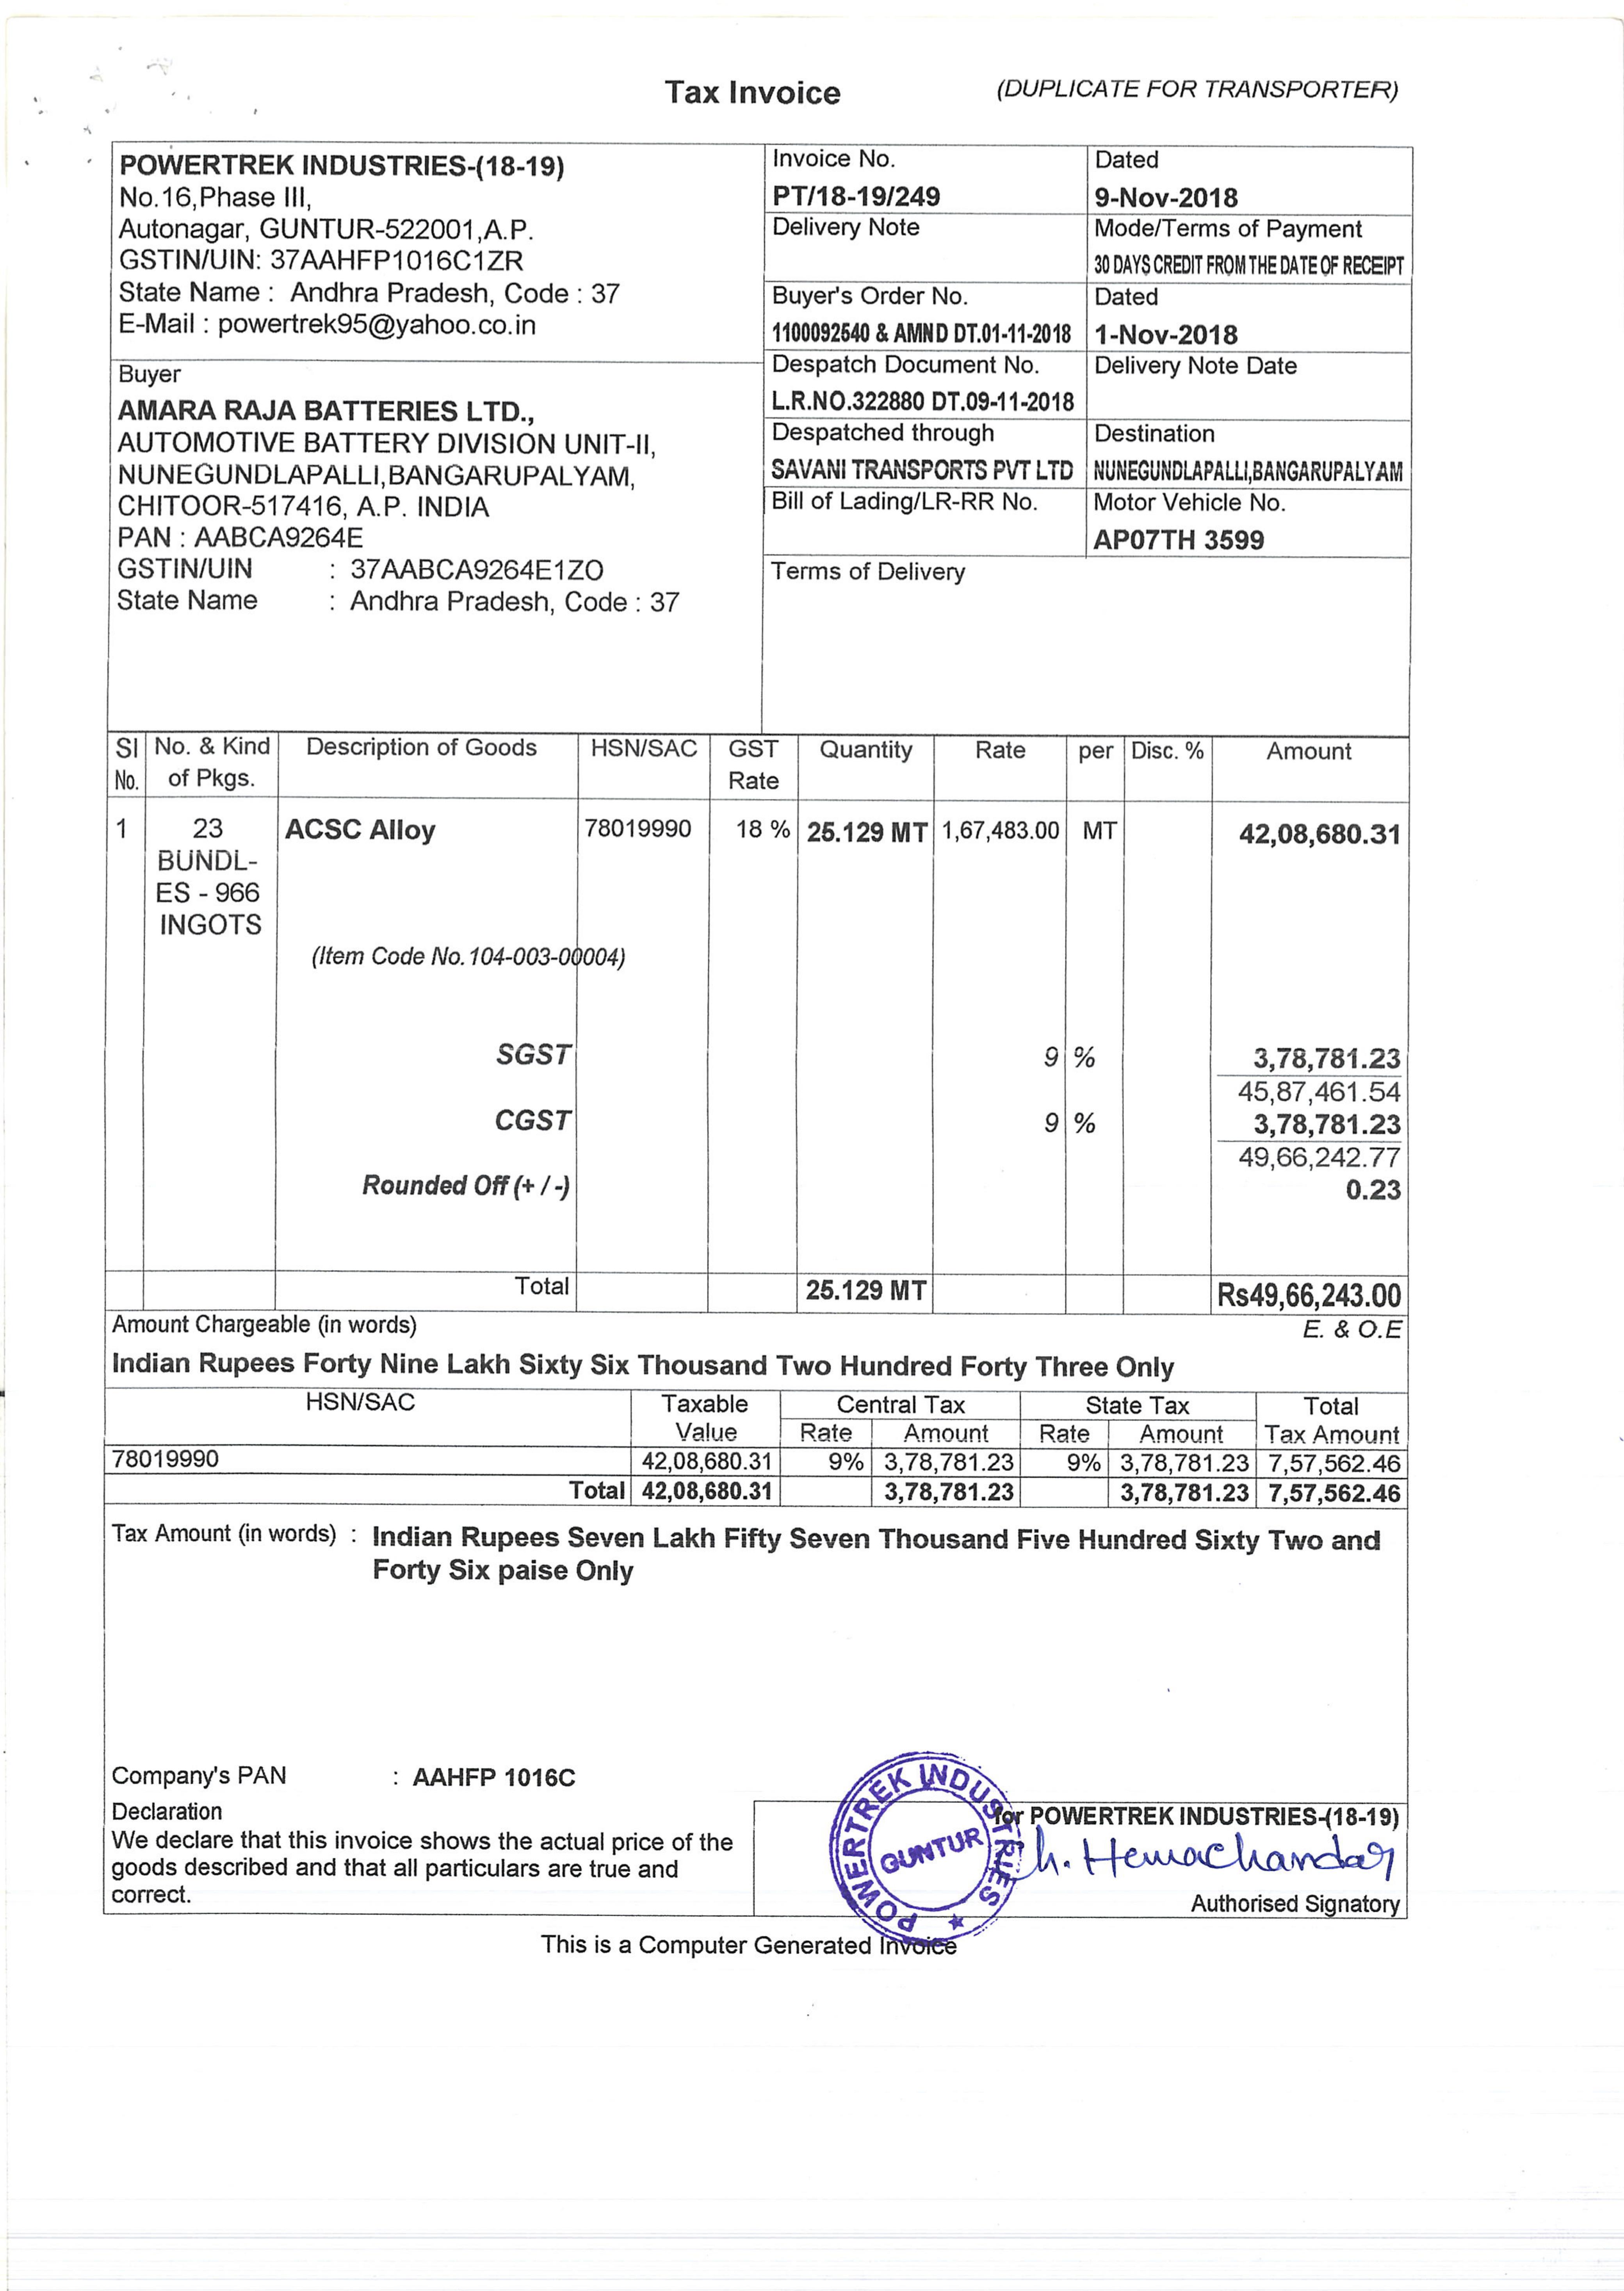 Tax Invoice
(DUPLICATE FOR TRANSPORTER)
POWERTREK INDUSTRIES-(18-19)
No.16,Phase III,
Autonagar, GUNTUR-522001,A.P.
GSTIN/UIN: 37AAHFP1016C1ZR
State Name : Andhra Pradesh, Code : 37
E-Mail : powertrek95@yahoo.co.in
Invoice No.
PT/18-19/249
Dated
9-Nov-2018
Delivery Note
Mode/Terms of Payment
30 DAYS CREDIT FROM THE DATE OF RECEIPT
Buyer's Order No.
1100092540 & AMND DT.01-11-2018
Dated
1-Nov-2018
Despatch Document No.
L.R.NO.322880 DT.09-11-2018
Delivery Note Date
Despatched through
SAVANI TRANSPORTS PVT LTD
Destination
NUNEGUNDLAPALLI,BANGARUPALYAM
Bill of Lading/LR-RR No.
Motor Vehicle No.
AP07TH 3599
Terms of Delivery
Buyer
AMARA RAJA BATTERIES LTD.,
AUTOMOTIVE BATTERY DIVISION UNIT-II,
NUNEGUNDLAPALLI,BANGARUPALYAM,
CHITOOR-517416, A.P. INDIA
PAN : AABCA9264E
GSTIN/UIN : 37AABCA9264E1ZO
State Name : Andhra Pradesh, Code : 37
Sl No. No. & Kind of Pkgs. Description of Goods HSN/SAC GST Rate Quantity Rate per Disc. % Amount
1 23 ACSC Alloy 78019990 18 % 25.129 MT 1,67,483.00 MT 42,08,680.31
BUNDL-
ES - 966
INGOTS
(Item Code No.104-003-00004)
SGST 9 % 3,78,781.23
45,87,461.54
CGST 9 % 3,78,781.23
49,66,242.77
Rounded Off (+ / -) 0.23
Total 25.129 MT Rs49,66,243.00
Amount Chargeable (in words) E. & O.E
Indian Rupees Forty Nine Lakh Sixty Six Thousand Two Hundred Forty Three Only
HSN/SAC Taxable Value Central Tax State Tax Total Tax Amount
Rate Amount Rate Amount
78019990 42,08,680.31 9% 3,78,781.23 9% 3,78,781.23 7,57,562.46
Total 42,08,680.31 3,78,781.23 3,78,781.23 7,57,562.46
Tax Amount (in words) : Indian Rupees Seven Lakh Fifty Seven Thousand Five Hundred Sixty Two and
Forty Six paise Only
Company's PAN : AAHFP 1016C
Declaration
We declare that this invoice shows the actual price of the
goods described and that all particulars are true and
correct.
POWERTREK INDUSTRIES
GUNTUR
for POWERTREK INDUSTRIES-(18-19)
Ch. Hemachandar
Authorised Signatory
This is a Computer Generated Invoice